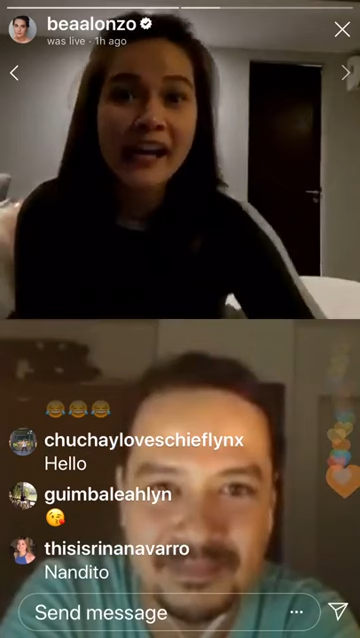 beaalonzo
was live · 1h ago
😂😂😂
chuchayloveschieflynx
Hello
guimbaleahlyn
😘
thisisrinanavarro
Nandito
Send message